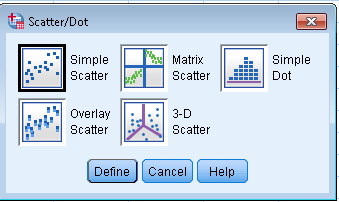 Scatter/Dot
Simple Scatter
Matrix Scatter
Simple Dot
Overlay Scatter
3-D Scatter
Define Cancel Help